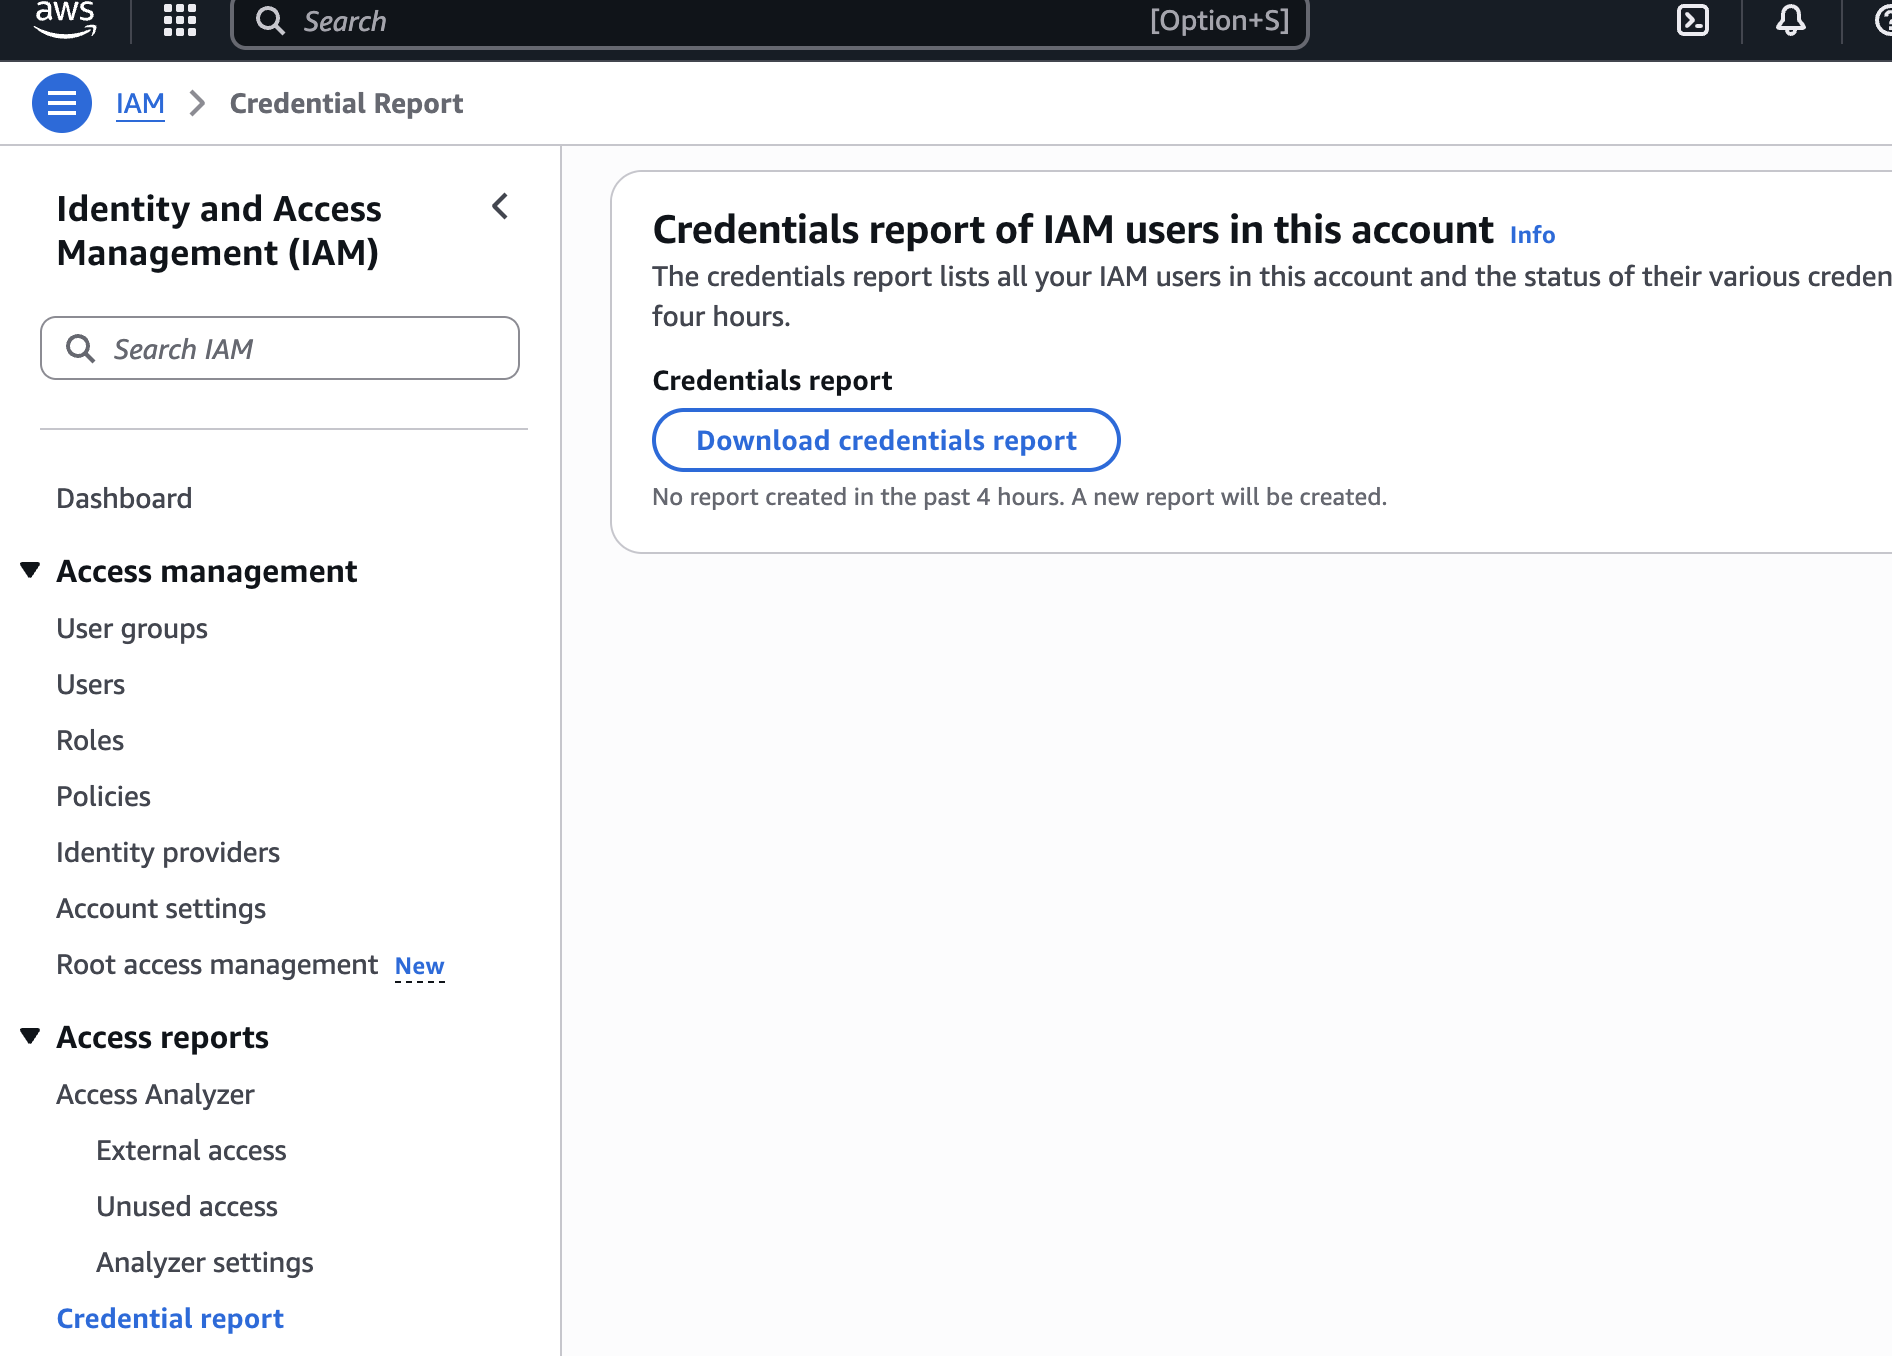 aws
Search
[Option+S]
IAM
Credential Report
Identity and Access
Management (IAM)
Search IAM
Dashboard
Access management
User groups
Users
Roles
Policies
Identity providers
Account settings
Root access management New
Access reports
Access Analyzer
External access
Unused access
Analyzer settings
Credential report
Credentials report of IAM users in this account Info
The credentials report lists all your IAM users in this account and the status of their various creden
four hours.
Credentials report
Download credentials report
No report created in the past 4 hours. A new report will be created.